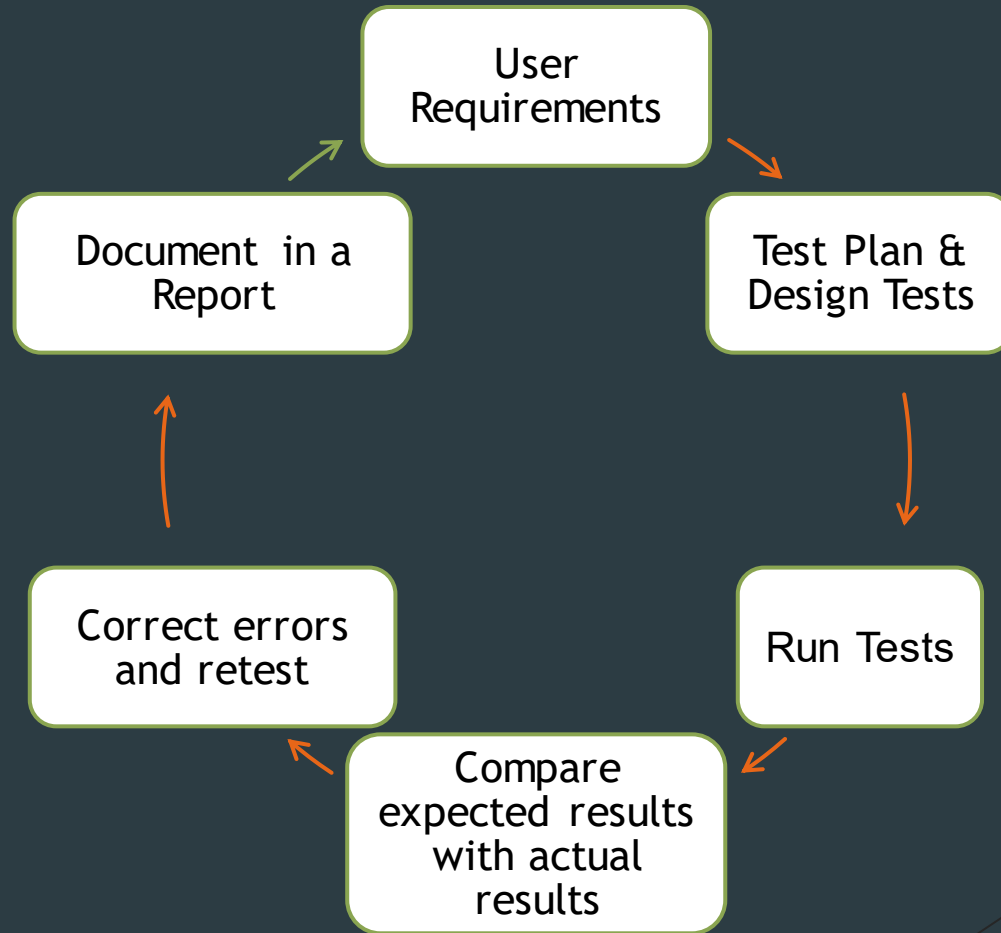 User
Requirements
Test Plan &
Design Tests
Run Tests
Compare
expected results
with actual
results
Correct errors
and retest
Document in a
Report